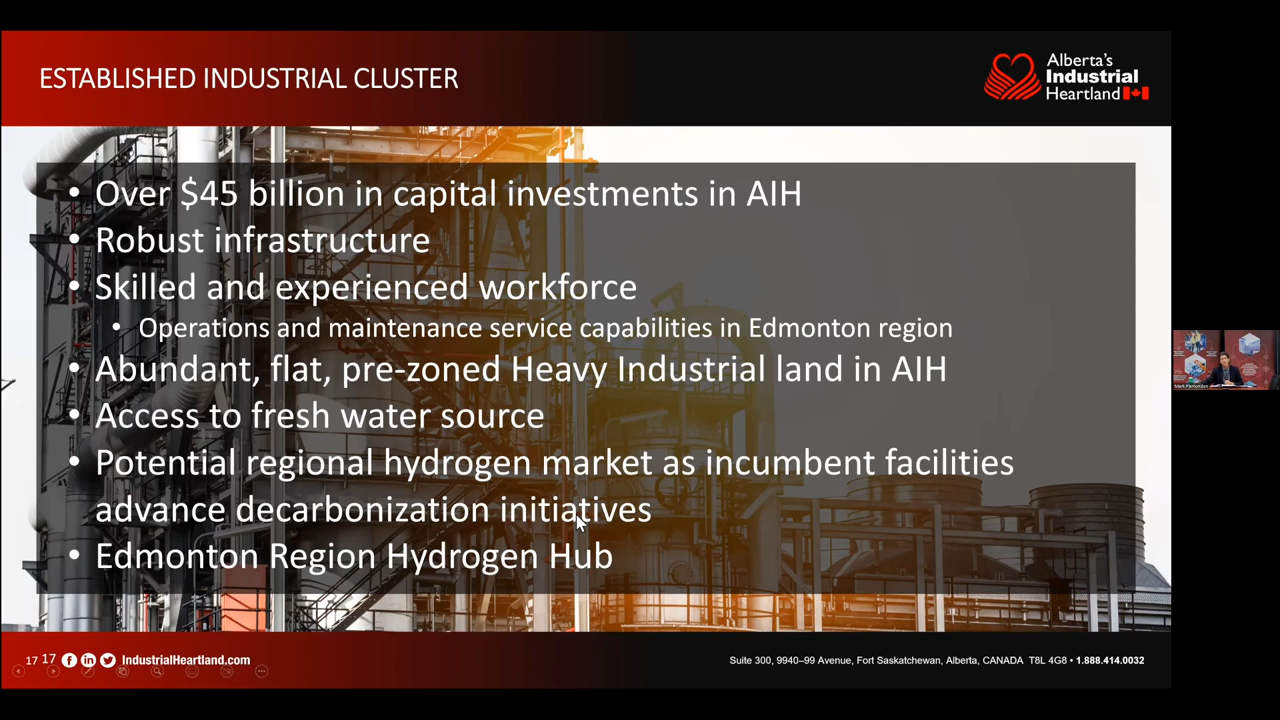 ESTABLISHED INDUSTRIAL CLUSTER
Alberta's
Industrial
Heartland
• Over $45 billion in capital investments in AIH
• Robust infrastructure
• Skilled and experienced workforce
• Operations and maintenance service capabilities in Edmonton region
• Abundant, flat, pre-zoned Heavy Industrial land in AIH
• Access to fresh water source
• Potential regional hydrogen market as incumbent facilities
advance decarbonization initiatives
• Edmonton Region Hydrogen Hub
17 17 IndustrialHeartland.com
Suite 300, 9940–99 Avenue, Fort Saskatchewan, Alberta, CANADA T8L 4G8 • 1.888.414.0032
Mark